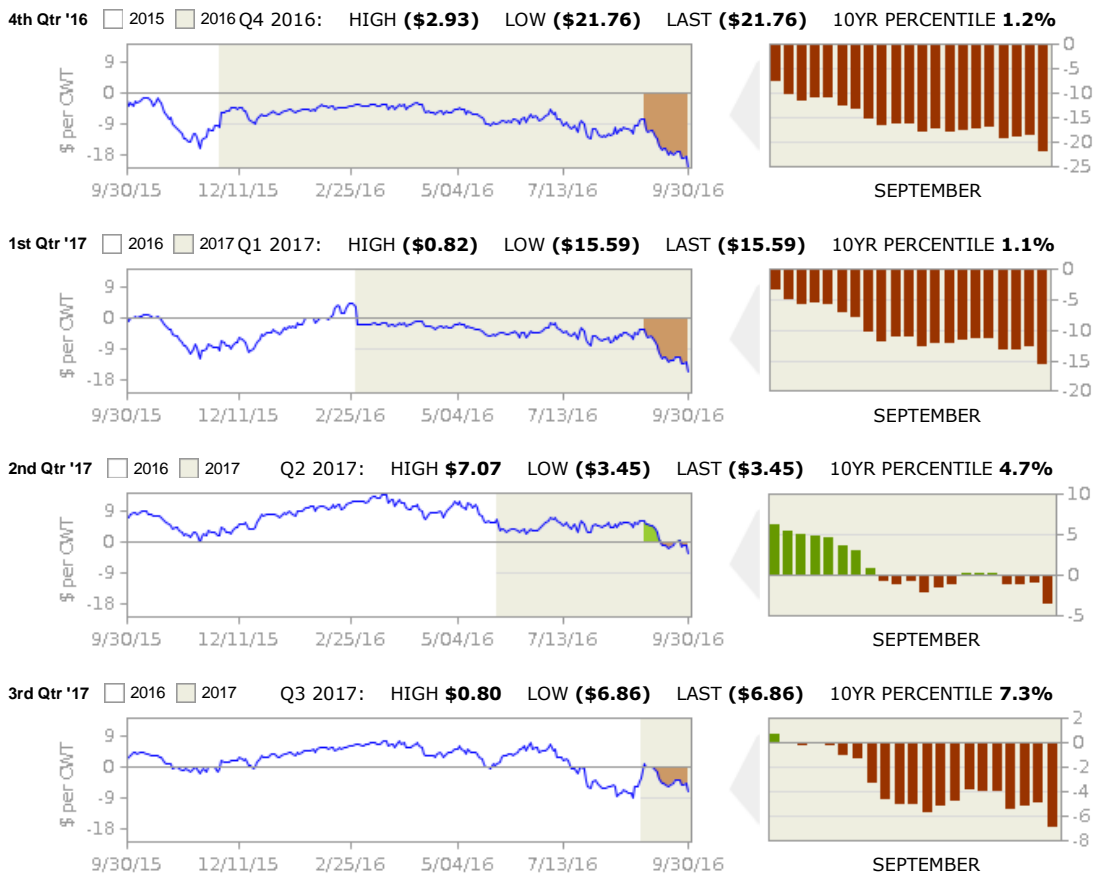 4th Qtr '16 2015 2016 Q4 2016: HIGH ($2.93) LOW ($21.76) LAST ($21.76) 10YR PERCENTILE 1.2%
$ per CWT
9
0
-9
-18
9/30/15 12/11/15 2/25/16 5/04/16 7/13/16 9/30/16
0
-5
-10
-15
-20
-25
SEPTEMBER
1st Qtr '17 2016 2017 Q1 2017: HIGH ($0.82) LOW ($15.59) LAST ($15.59) 10YR PERCENTILE 1.1%
$ per CWT
9
0
-9
-18
9/30/15 12/11/15 2/25/16 5/04/16 7/13/16 9/30/16
0
-5
-10
-15
-20
SEPTEMBER
2nd Qtr '17 2016 2017 Q2 2017: HIGH $7.07 LOW ($3.45) LAST ($3.45) 10YR PERCENTILE 4.7%
$ per CWT
9
0
-9
-18
9/30/15 12/11/15 2/25/16 5/04/16 7/13/16 9/30/16
10
5
0
-5
SEPTEMBER
3rd Qtr '17 2016 2017 Q3 2017: HIGH $0.80 LOW ($6.86) LAST ($6.86) 10YR PERCENTILE 7.3%
$ per CWT
9
0
-9
-18
9/30/15 12/11/15 2/25/16 5/04/16 7/13/16 9/30/16
2
0
-2
-4
-6
-8
SEPTEMBER